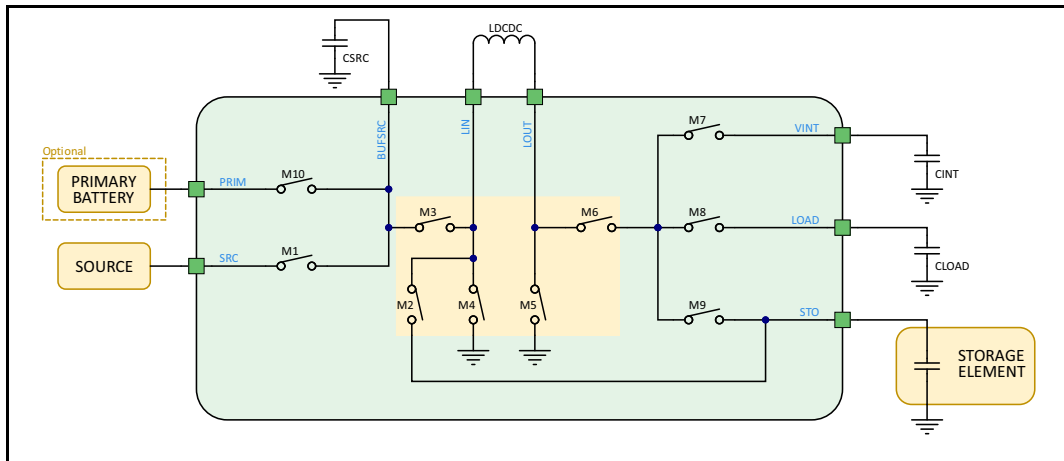 CSRC
LDCDC
BUFSRC
LIN
LOUT
M7
VINT
CINT
Optional
PRIMARY
BATTERY
PRIM
M10
M3
M6
M8
LOAD
CLOAD
SOURCE
SRC
M1
M2
M4
M5
M9
STO
STORAGE
ELEMENT